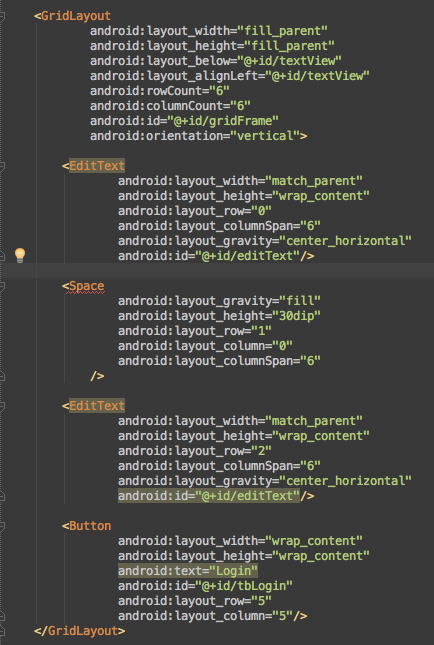 <GridLayout
android:layout_width="fill_parent"
android:layout_height="fill_parent"
android:layout_below="@+id/textView"
android:layout_alignLeft="@+id/textView"
android:rowCount="6"
android:columnCount="6"
android:id="@+id/gridFrame"
android:orientation="vertical">
<EditText
android:layout_width="match_parent"
android:layout_height="wrap_content"
android:layout_row="0"
android:layout_columnSpan="6"
android:layout_gravity="center_horizontal"
android:id="@+id/editText"/>
<Space
android:layout_gravity="fill"
android:layout_height="30dip"
android:layout_row="1"
android:layout_column="0"
android:layout_columnSpan="6"
/>
<EditText
android:layout_width="match_parent"
android:layout_height="wrap_content"
android:layout_row="2"
android:layout_columnSpan="6"
android:layout_gravity="center_horizontal"
android:id="@+id/editText"/>
<Button
android:layout_width="wrap_content"
android:layout_height="wrap_content"
android:text="Login"
android:id="@+id/tbLogin"
android:layout_row="5"
android:layout_column="5"/>
</GridLayout>